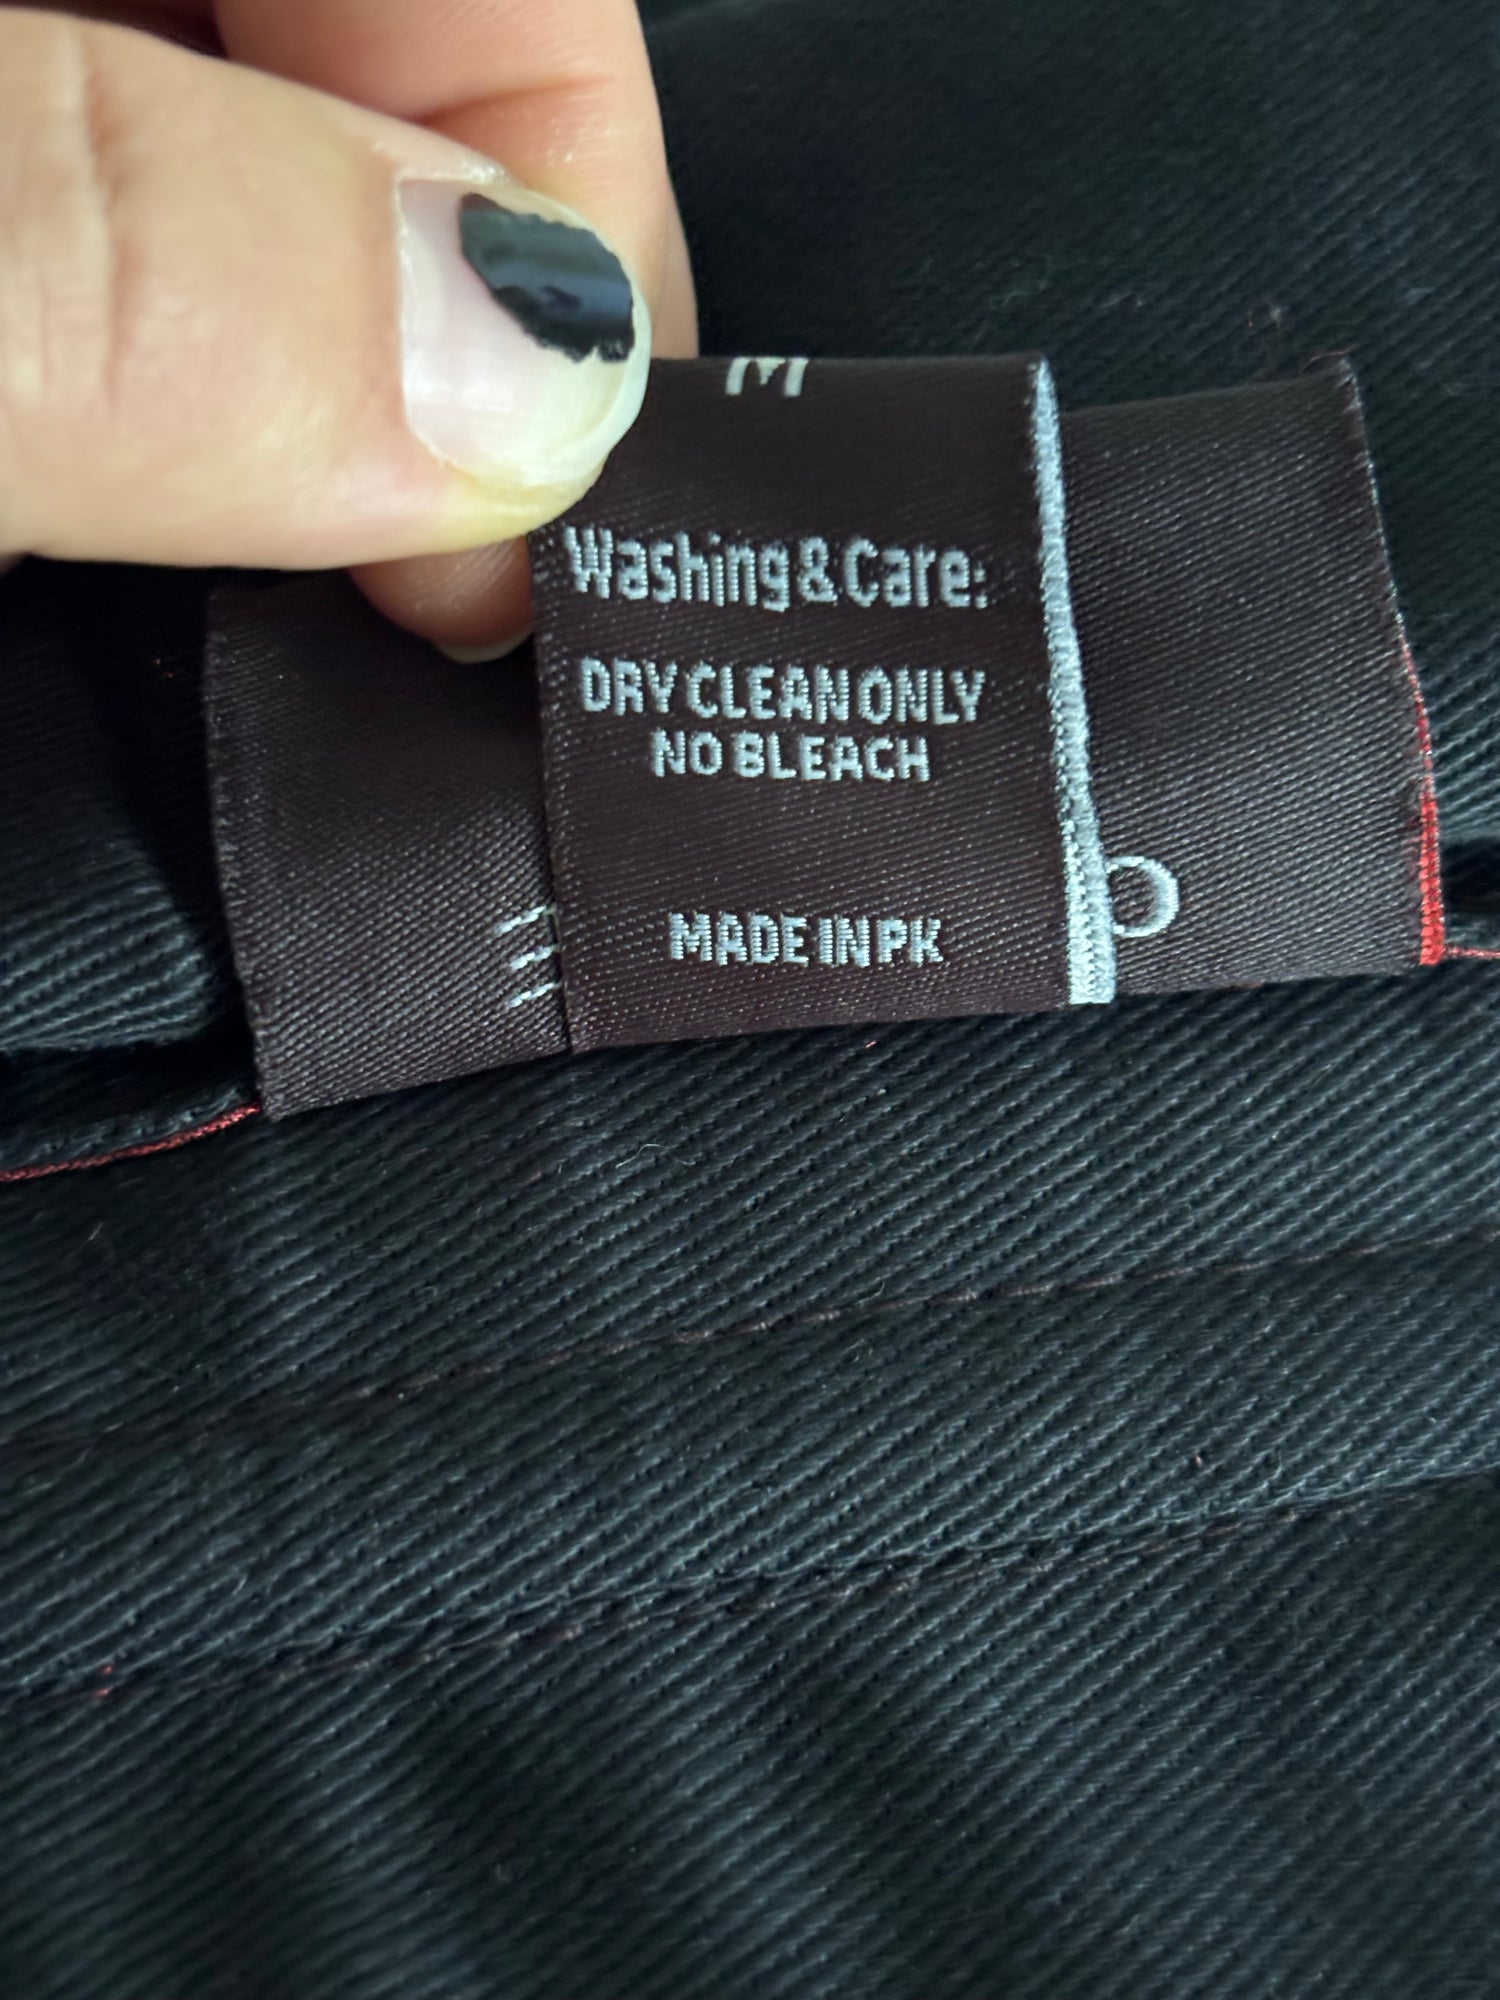 M
Washing & Care:
DRY CLEAN ONLY
NO BLEACH
MADE IN PK